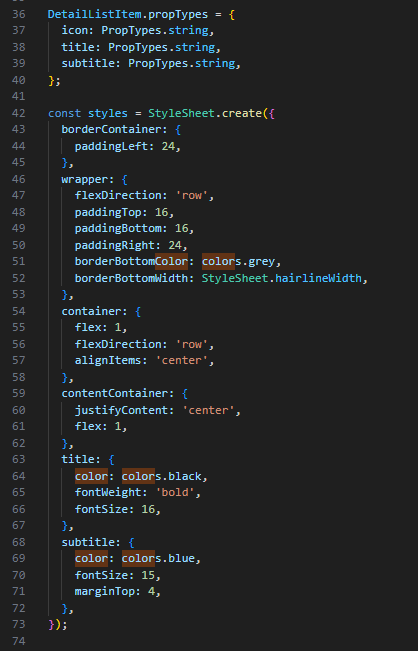 36 DetailListItem.propTypes = {
37   icon: PropTypes.string,
38   title: PropTypes.string,
39   subtitle: PropTypes.string,
40 };
41
42 const styles = StyleSheet.create({
43   borderContainer: {
44     paddingLeft: 24,
45   },
46   wrapper: {
47     flexDirection: 'row',
48     paddingTop: 16,
49     paddingBottom: 16,
50     paddingRight: 24,
51     borderBottomColor: colors.grey,
52     borderBottomWidth: StyleSheet.hairlineWidth,
53   },
54   container: {
55     flex: 1,
56     flexDirection: 'row',
57     alignItems: 'center',
58   },
59   contentContainer: {
60     justifyContent: 'center',
61     flex: 1,
62   },
63   title: {
64     color: colors.black,
65     fontWeight: 'bold',
66     fontSize: 16,
67   },
68   subtitle: {
69     color: colors.blue,
70     fontSize: 15,
71     marginTop: 4,
72   },
73 });
74